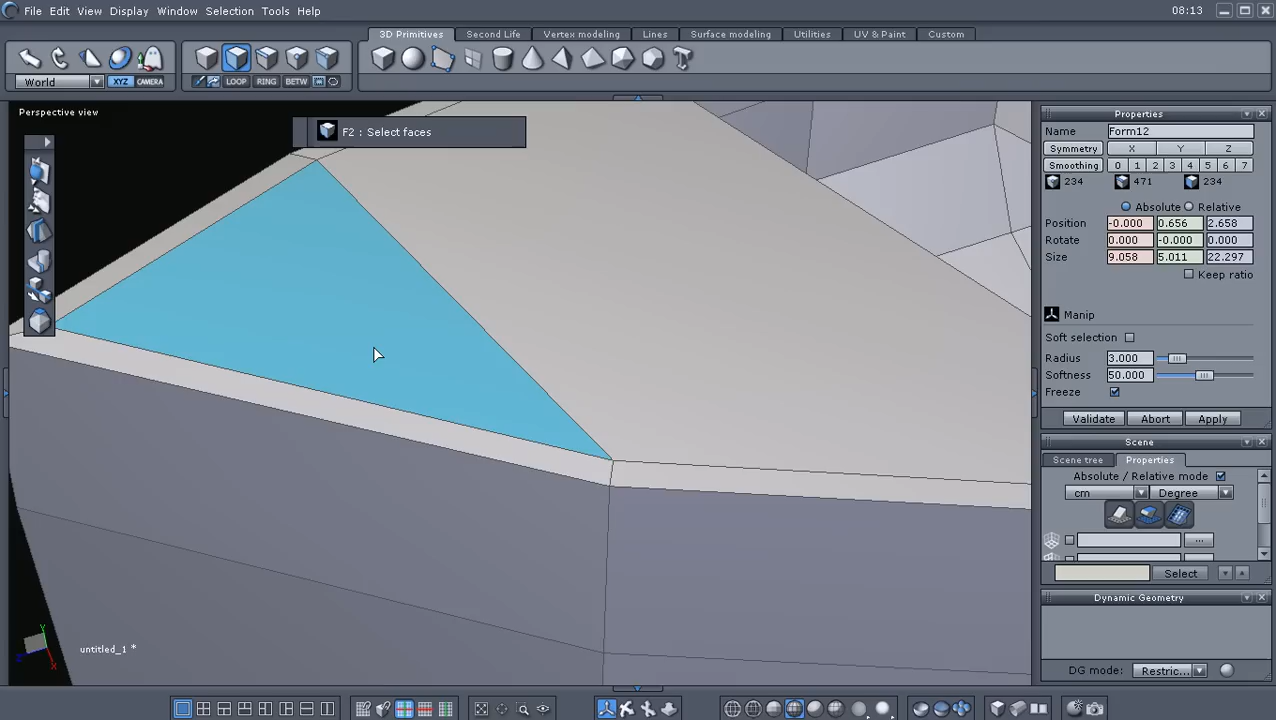 File Edit View Display Window Selection Tools Help
08:13
3D Primitives Second Life Vertex modeling Lines Surface modeling Utilities UV & Paint Custom
World XYZ CAMERA
LOOP RING BETW
Perspective view
F2 : Select faces
Properties
Name Form12
Symmetry X Y Z
Smoothing 0 1 2 3 4 5 6 7
234 471 234
Absolute Relative
Position -0.000 0.656 2.658
Rotate 0.000 -0.000 0.000
Size 9.058 5.011 22.297
Keep ratio
Manip
Soft selection
Radius 3.000
Softness 50.000
Freeze
Validate Abort Apply
Scene
Scene tree Properties
Absolute / Relative mode
cm Degree
...
Select
Dynamic Geometry
DG mode: Restric...
Y
Z X
untitled_1 *